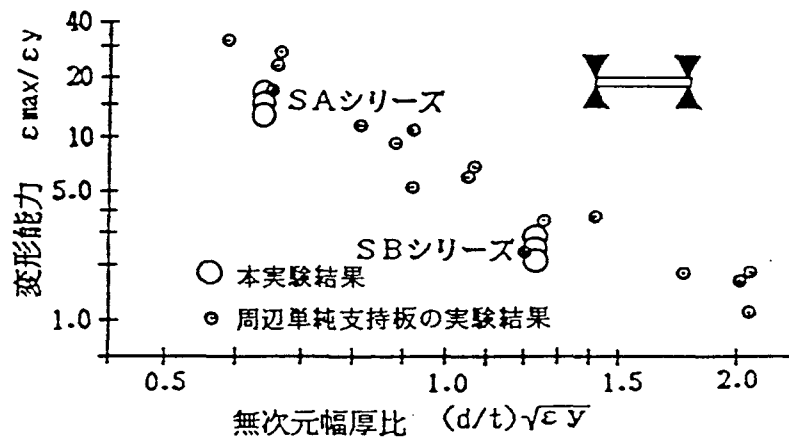 変形能力 εmax/εy
40
20
10
5.0
1.0
SAシリーズ
SBシリーズ
本実験結果
周辺単純支持板の実験結果
0.5
1.0
1.5
2.0
無次元幅厚比 (d/t)√εy